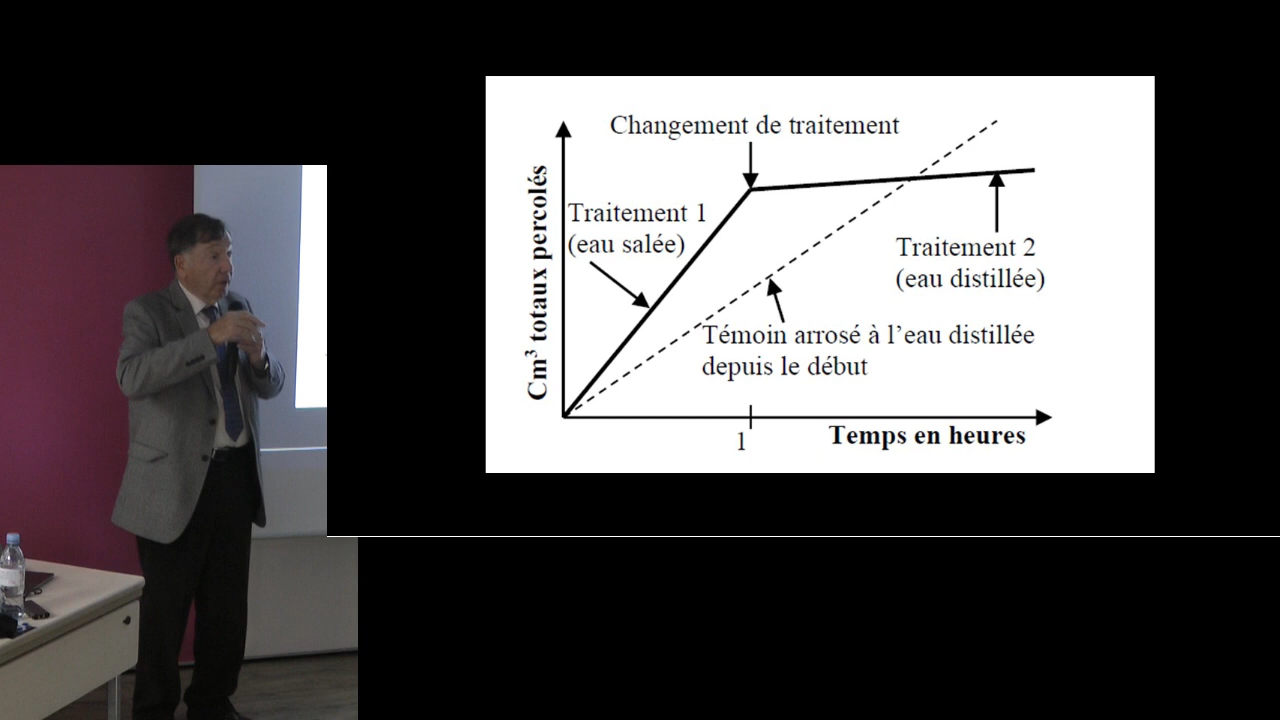 Changement de traitement
Cm³ totaux percolés
Traitement 1
(eau salée)
Traitement 2
(eau distillée)
Témoin arrosé à l’eau distillée
depuis le début
1
Temps en heures